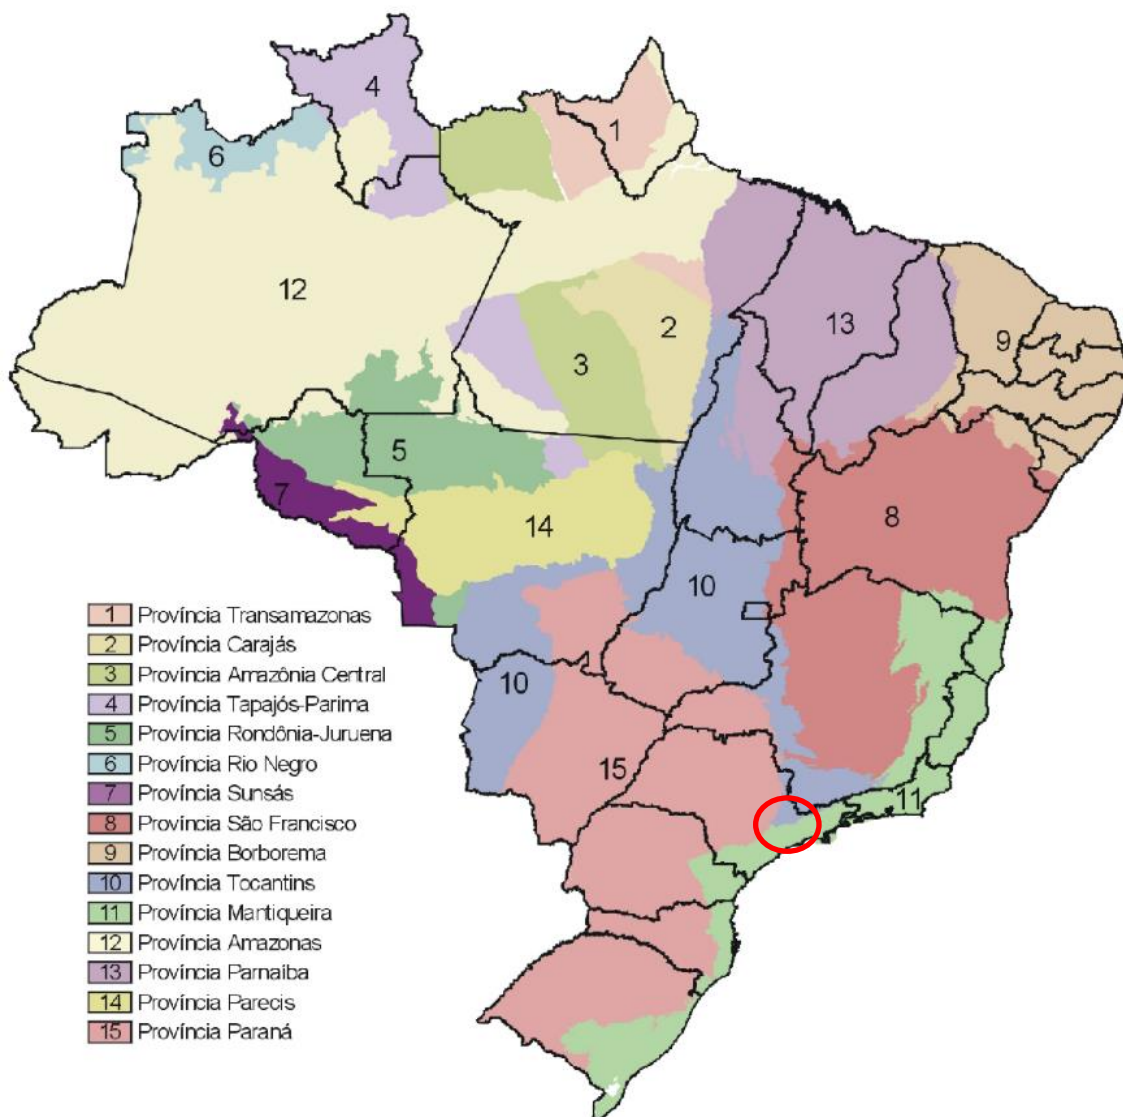 4
1
6
12
2
13
9
3
5
7
8
14
10
10
15
11
1 Província Transamazonas
2 Província Carajás
3 Província Amazônia Central
4 Província Tapajós-Parima
5 Província Rondônia-Juruena
6 Província Rio Negro
7 Província Sunsás
8 Província São Francisco
9 Província Borborema
10 Província Tocantins
11 Província Mantiqueira
12 Província Amazonas
13 Província Parnaíba
14 Província Parecis
15 Província Paraná